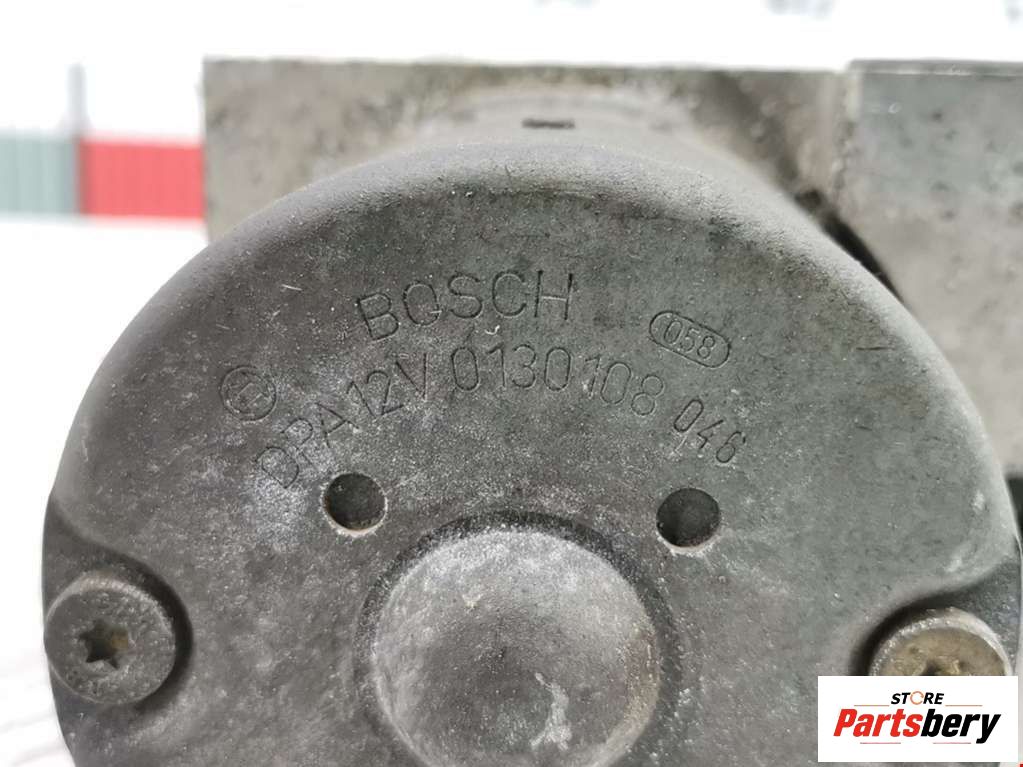 BOSCH
058
DPA 12V 0130108 046
STORE
Partsbery